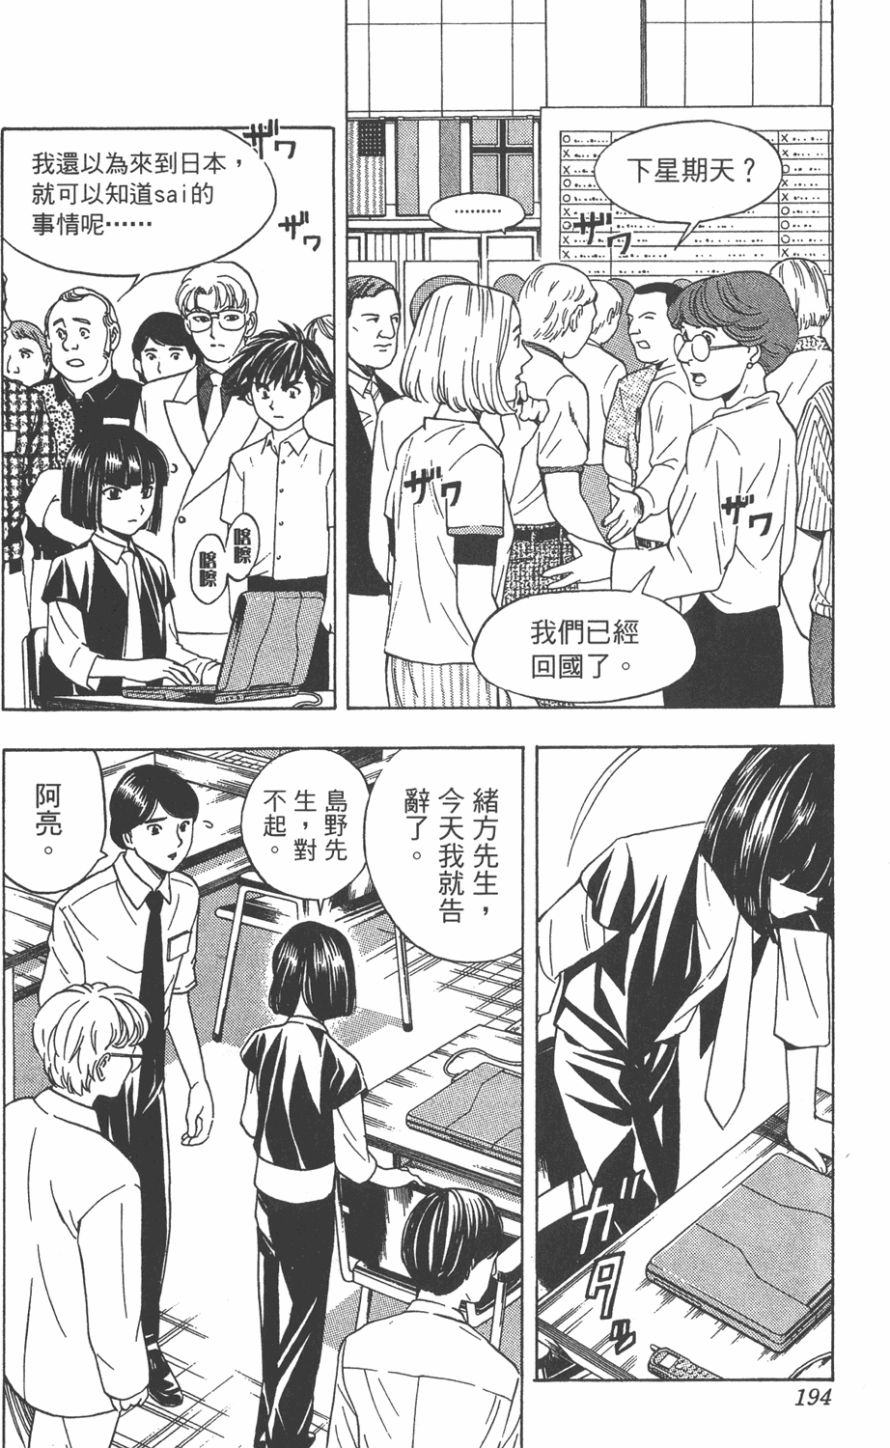 下星期天？
………
ザワ
ザワ
ザワ
我們已經
回國了。
ザワ
我還以為來到日本，
就可以知道sai的
事情呢……
ザワ
喀嚓
喀嚓
ガタッ
緒方先生，
今天我就告
辭了。
島野先
生，對
不起。
阿亮。
194